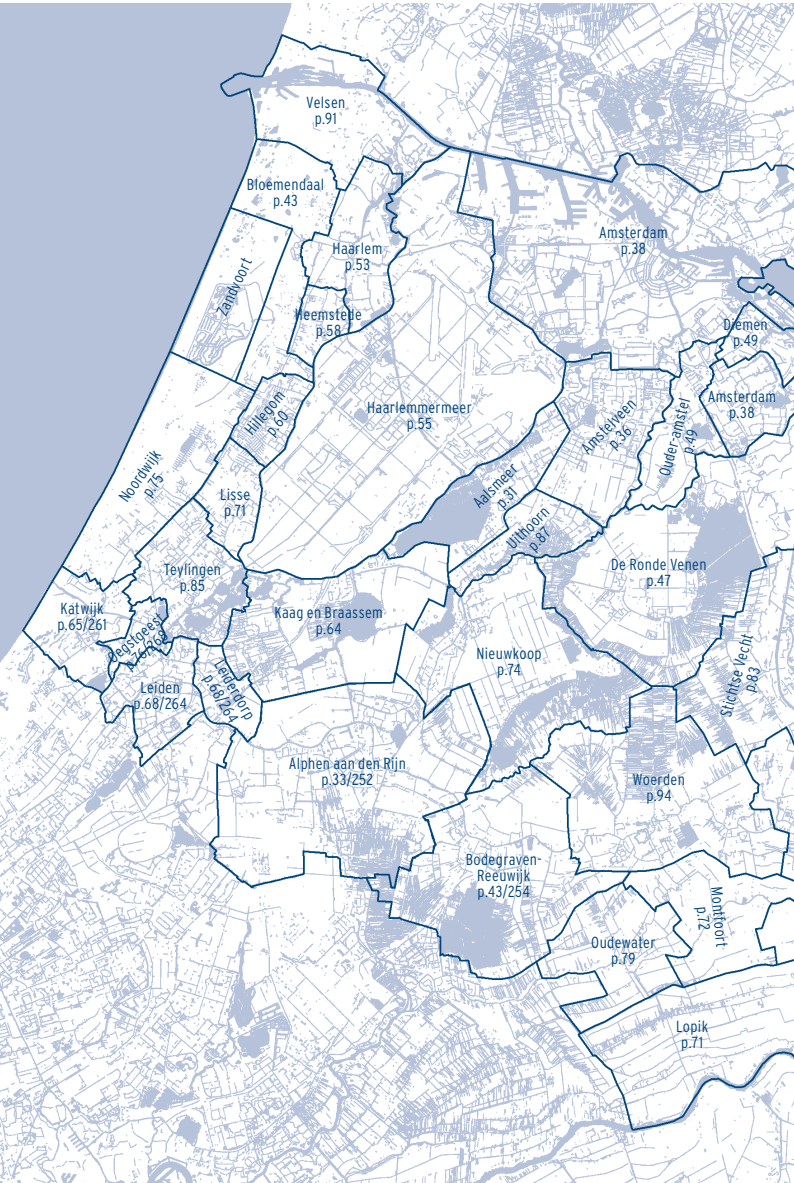 Velsen
p.91
Bloemendaal
p.43
Amsterdam
p.38
Haarlem
p.53
Zandvoort
Heemstede
p.58
Diemen
p.49
Amsterdam
p.38
Hillegom
p.60
Haarlemmermeer
p.55
Amstelveen
p.36
Ouder-amstel
p.49
Noordwijk
p.75
Lisse
p.71
Aalsmeer
p.31
Uithoorn
p.87
Teylingen
p.85
De Ronde Venen
p.47
Katwijk
p.65/261
Kaag en Braassem
p.64
Oegstgeest
p.76/268
Nieuwkoop
p.74
Stichtse Vecht
p.83
Leiden
p.68/264
Leiderdorp
p.68/264
Alphen aan den Rijn
p.33/252
Woerden
p.94
Bodegraven-
Reeuwijk
p.43/254
Montfoort
p.72
Oudewater
p.79
Lopik
p.71